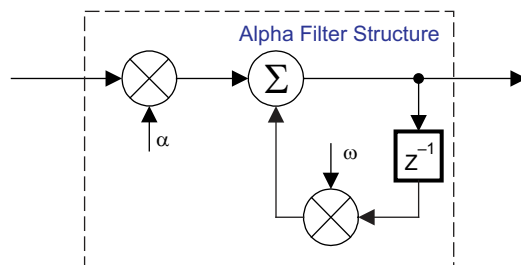 Alpha Filter Structure
Σ
α
ω
Z⁻¹